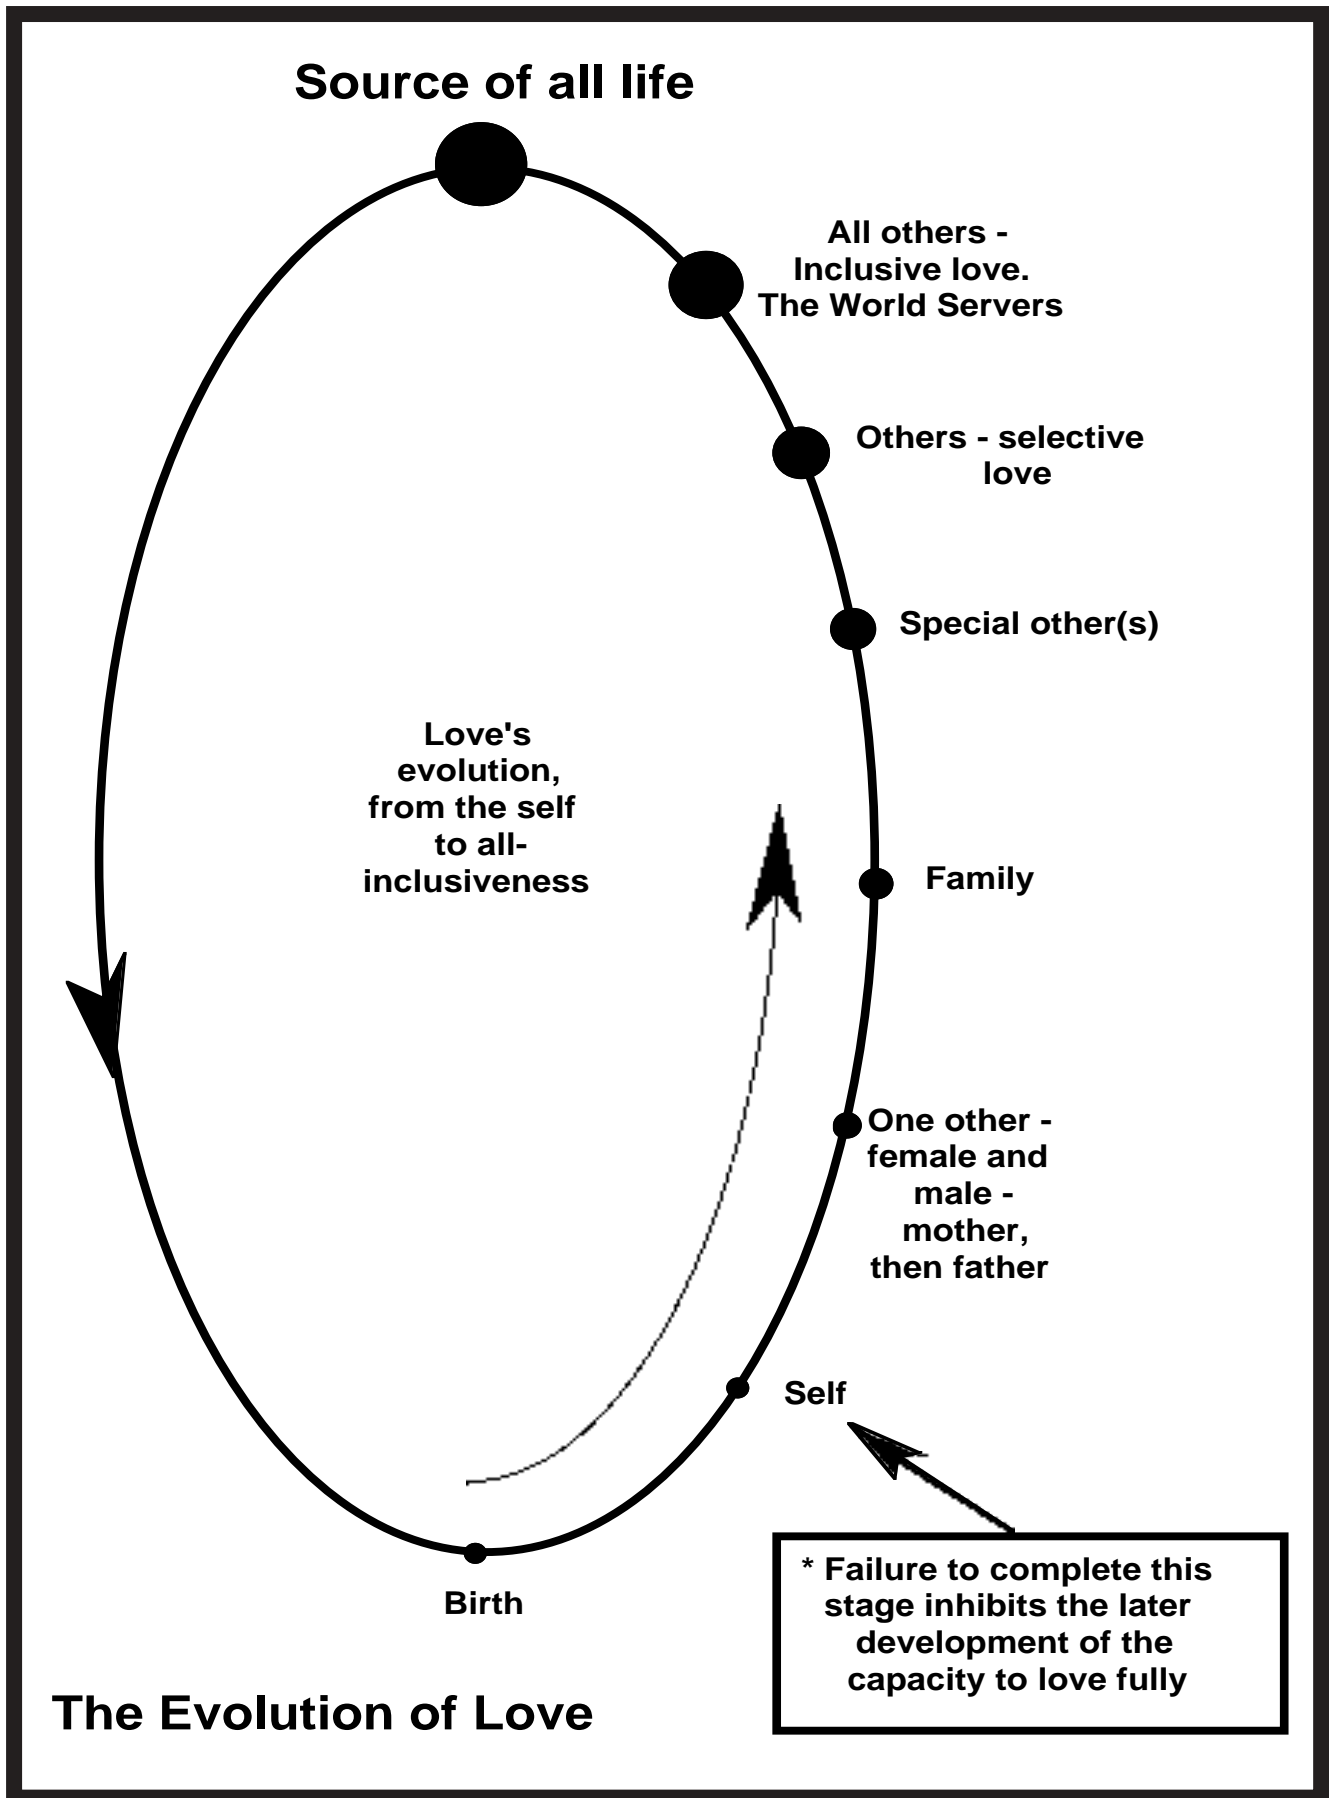 Source of all life
All others -
Inclusive love.
The World Servers
Others - selective
love
Special other(s)
Love's
evolution,
from the self
to all-
inclusiveness
Family
One other -
female and
male -
mother,
then father
Self
* Failure to complete this
stage inhibits the later
development of the
capacity to love fully
Birth
The Evolution of Love